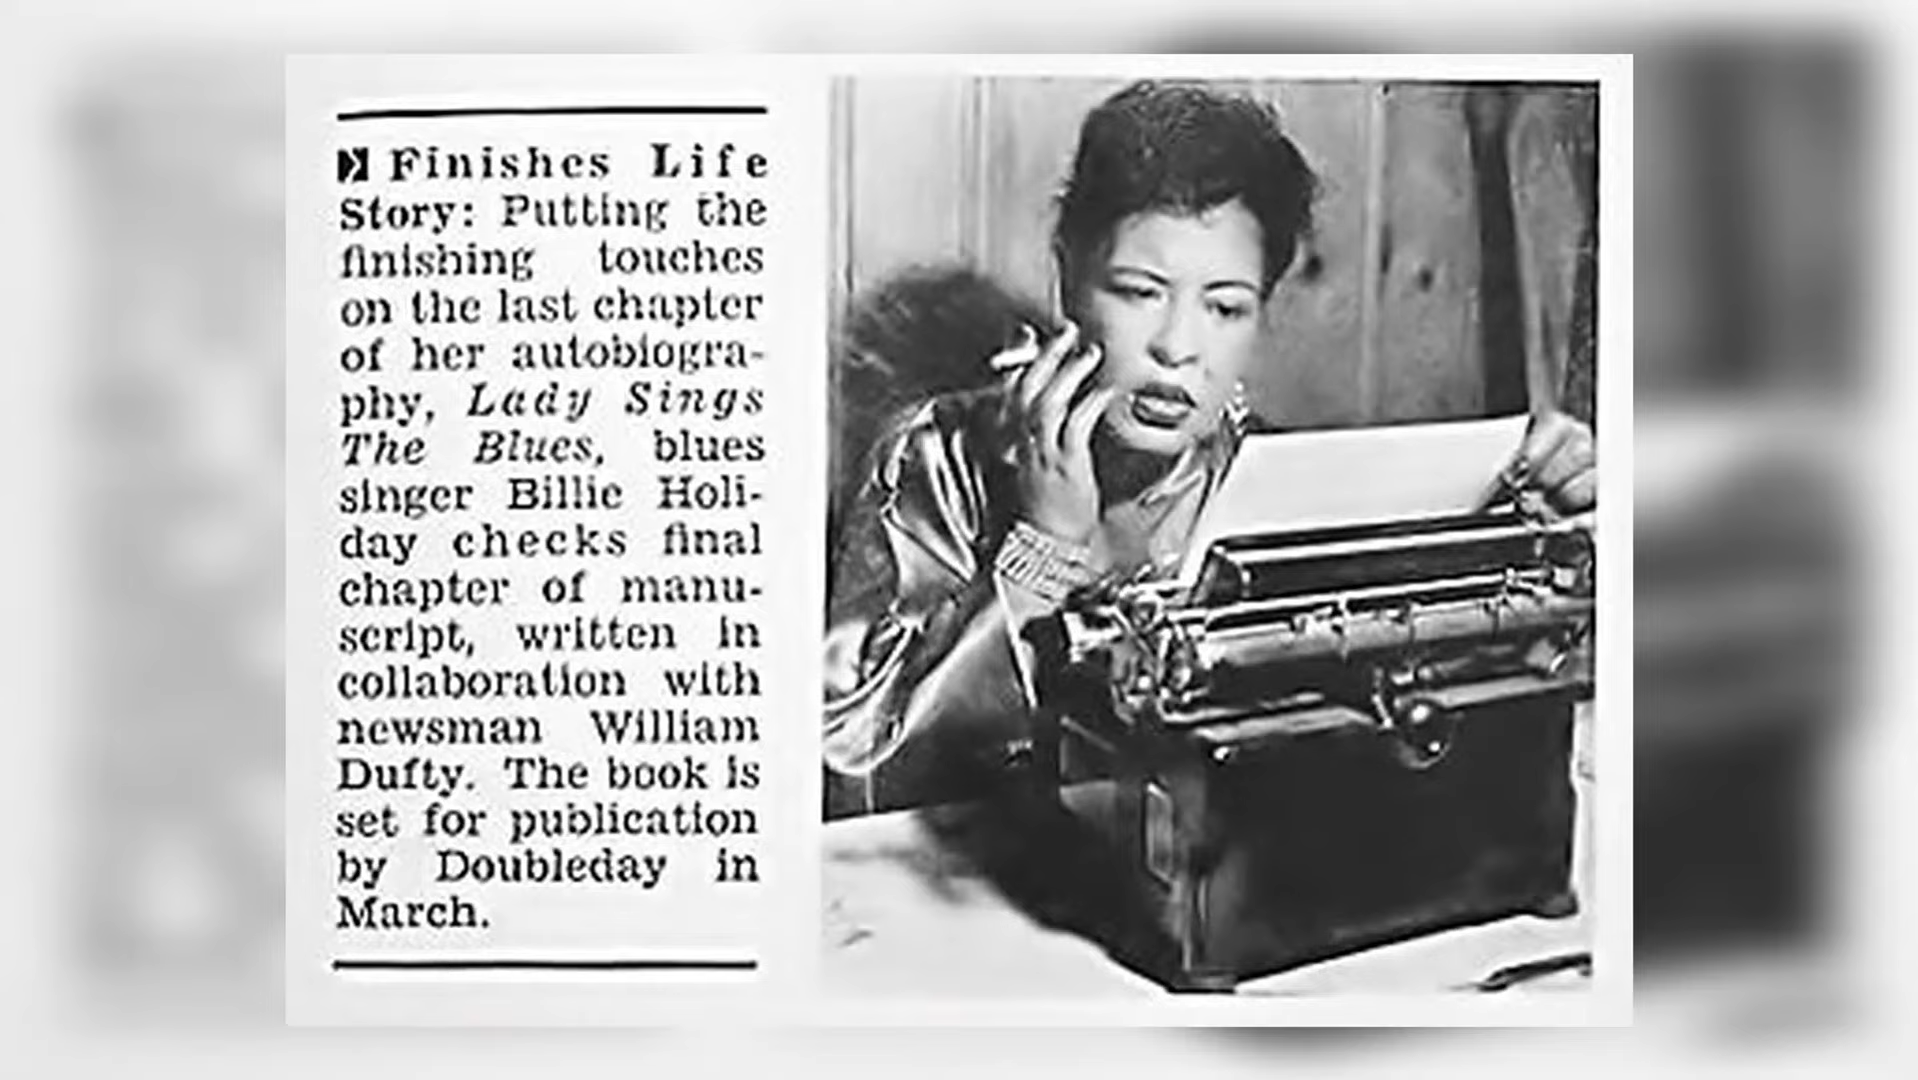 Finishes Life
Story: Putting the
finishing touches
on the last chapter
of her autobiogra-
phy, Lady Sings
The Blues, blues
singer Billie Holi-
day checks final
chapter of manu-
script, written in
collaboration with
newsman William
Dufty. The book is
set for publication
by Doubleday in
March.